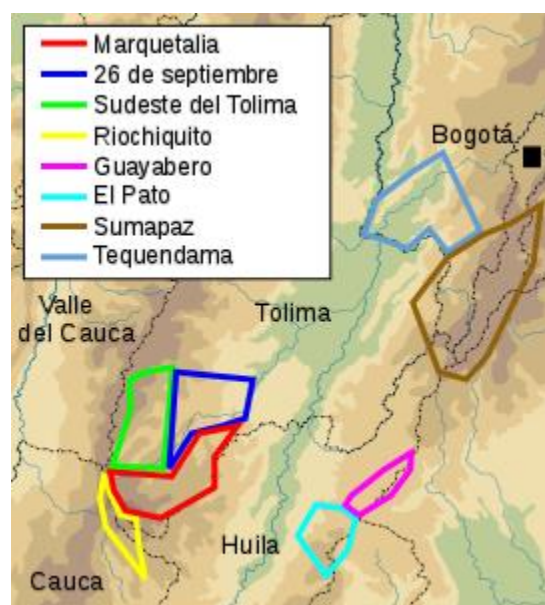 Marquetalia
26 de septiembre
Sudeste del Tolima
Riochiquito
Guayabero
El Pato
Sumapaz
Tequendama
Bogotá
Valle
del Cauca
Tolima
Huila
Cauca